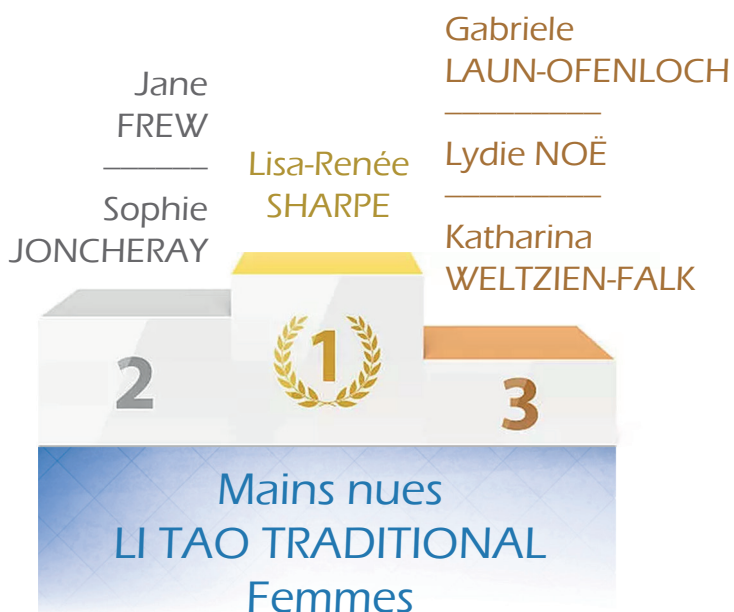 Jane
FREW
Sophie
JONCHERAY
Lisa-Renée
SHARPE
Gabriele
LAUN-OFENLOCH
Lydie NOË
Katharina
WELTZIEN-FALK
2
1
3
Mains nues
LI TAO TRADITIONAL
Femmes